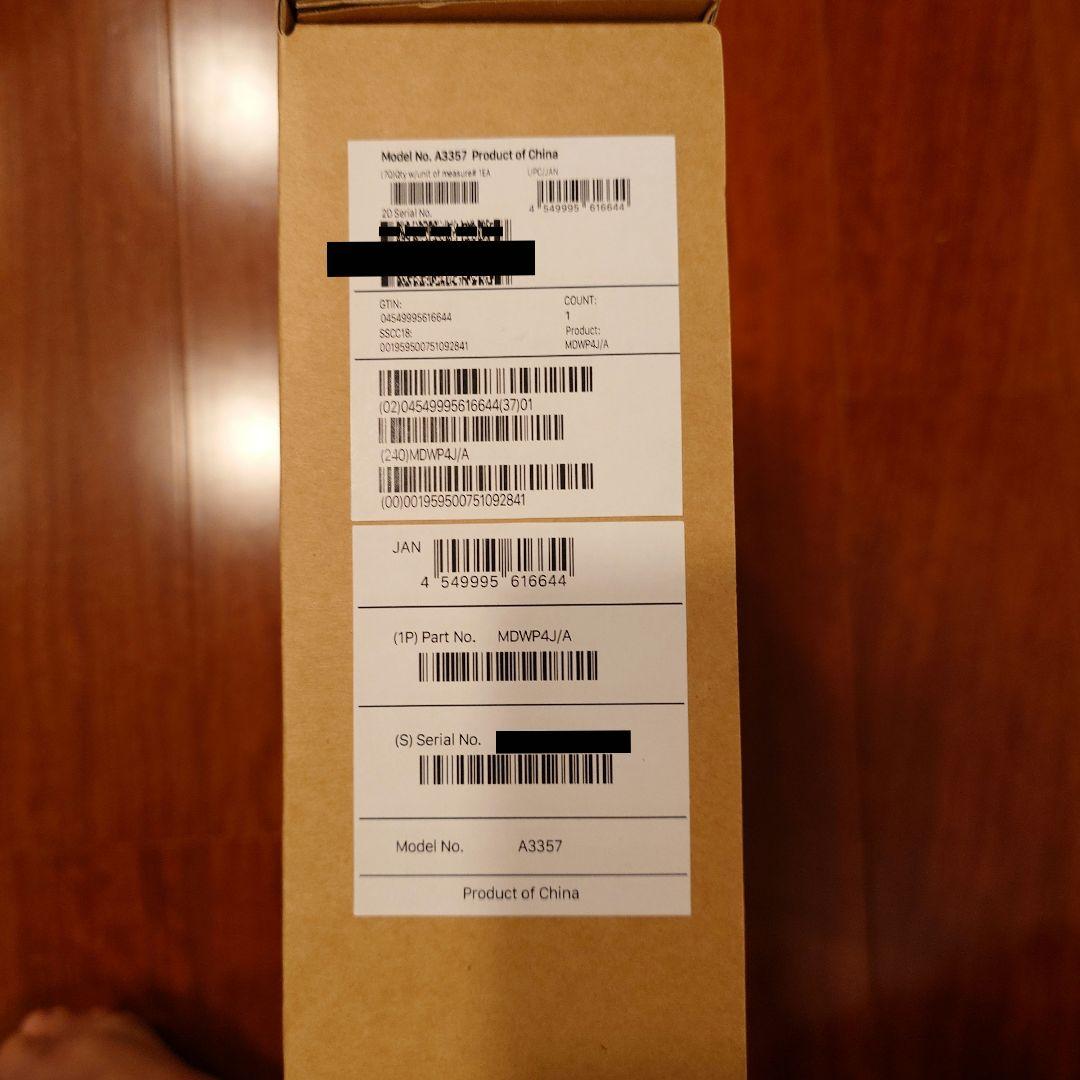 Model No. A3357 Product of China
(7Q)Qty w/unit of measure# 1EA
UPC/JAN
4 549995 616644
2D Serial No.
GTIN:
04549995616644
COUNT:
1
SSCC18:
001959500751092841
Product:
MDWP4J/A
(02)04549995616644(37)01
(240)MDWP4J/A
(00)001959500751092841
JAN
4 549995 616644
(1P) Part No. MDWP4J/A
(S) Serial No.
Model No. A3357
Product of China